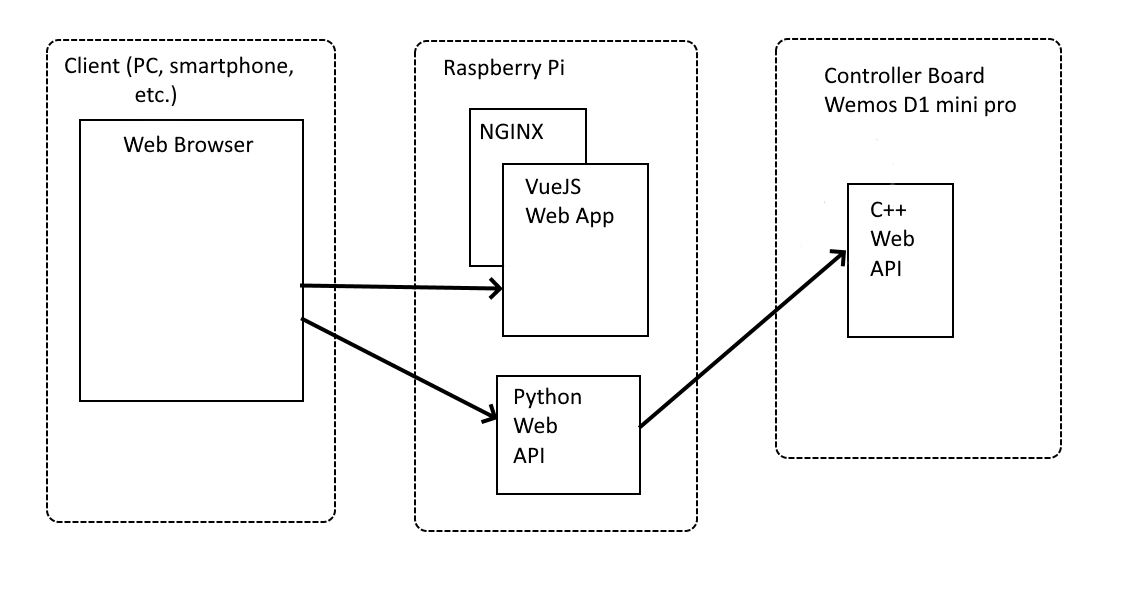 Client (PC, smartphone,
etc.)
Web Browser
Raspberry Pi
NGINX
VueJS
Web App
Python
Web
API
Controller Board
Wemos D1 mini pro
C++
Web
API